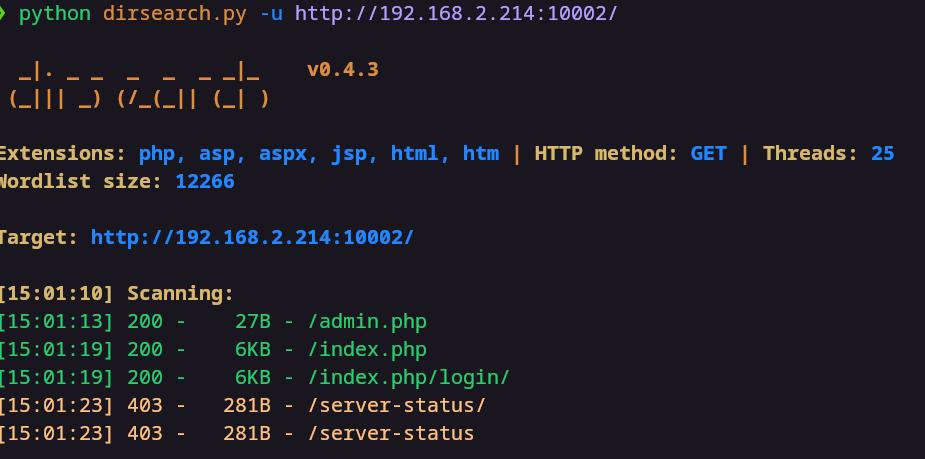 ❯ python dirsearch.py -u http://192.168.2.214:10002/
_|. _ _  _  _  _ _|_    v0.4.3
(_||| _) (/_(_|| (_| )
Extensions: php, asp, aspx, jsp, html, htm | HTTP method: GET | Threads: 25
Wordlist size: 12266
Target: http://192.168.2.214:10002/
[15:01:10] Scanning:
[15:01:13] 200 -    27B - /admin.php
[15:01:19] 200 -    6KB - /index.php
[15:01:19] 200 -    6KB - /index.php/login/
[15:01:23] 403 -   281B - /server-status/
[15:01:23] 403 -   281B - /server-status